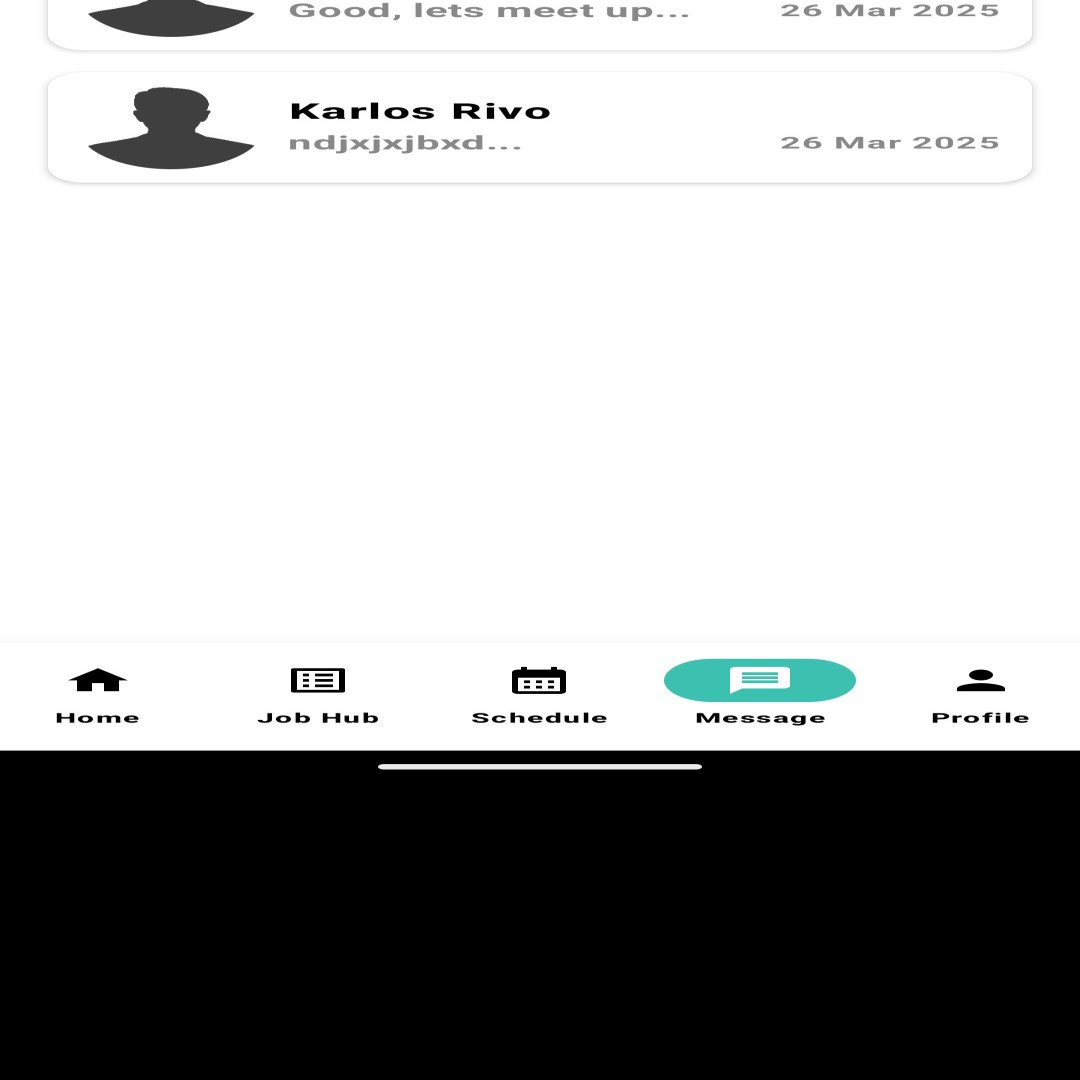 Good, lets meet up... 26 Mar 2025
Karlos Rivo
ndjxjxjbxd... 26 Mar 2025
Home Job Hub Schedule Message Profile